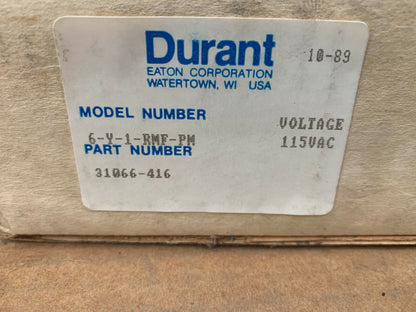 Durant
10-89
EATON CORPORATION
WATERTOWN, WI USA
MODEL NUMBER
VOLTAGE
6-Y-1-RMF-PM
115VAC
PART NUMBER
31066-416